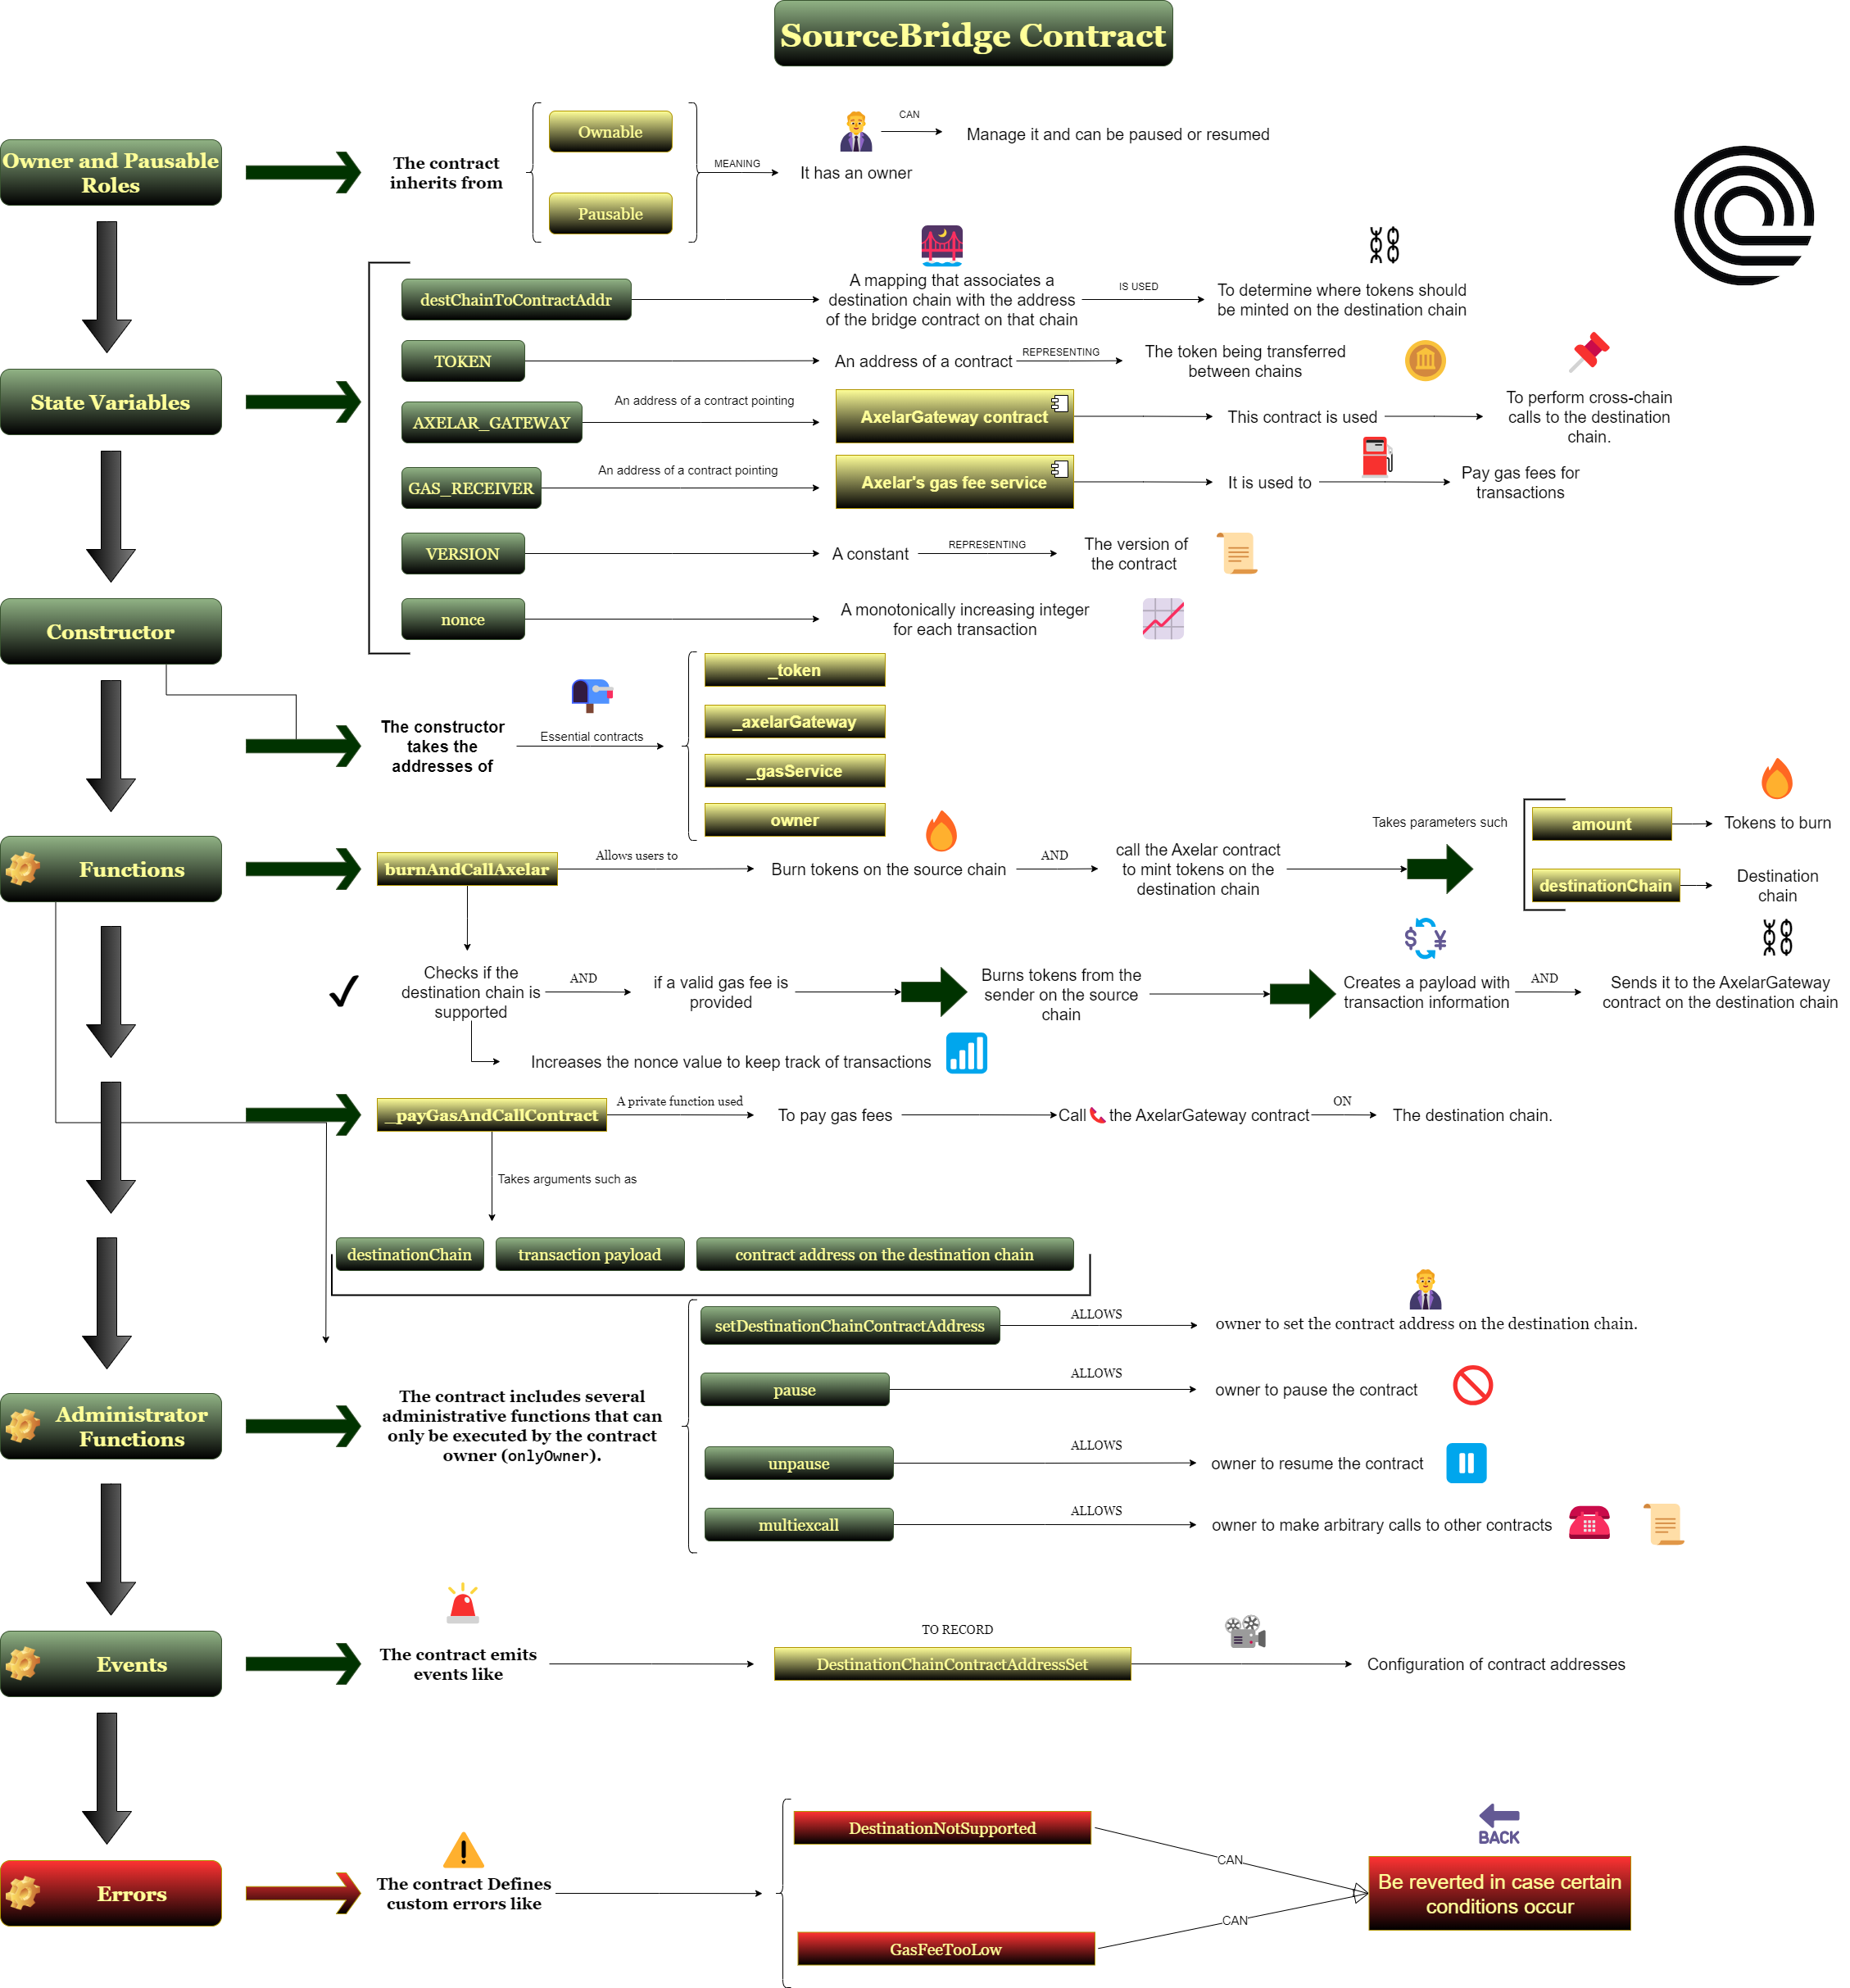 SourceBridge Contract
Owner and Pausable
Roles
The contract
inherits from
Ownable
Pausable
MEANING
CAN
Manage it and can be paused or resumed
It has an owner
State Variables
destChainToContractAddr
A mapping that associates a
destination chain with the address
of the bridge contract on that chain
IS USED
To determine where tokens should
be minted on the destination chain
TOKEN
An address of a contract
REPRESENTING
The token being transferred
between chains
AXELAR_GATEWAY
An address of a contract pointing
AxelarGateway contract
This contract is used
To perform cross-chain
calls to the destination
chain.
GAS_RECEIVER
An address of a contract pointing
Axelar's gas fee service
It is used to
Pay gas fees for
transactions
VERSION
A constant
REPRESENTING
The version of
the contract
nonce
A monotonically increasing integer
for each transaction
Constructor
The constructor
takes the
addresses of
Essential contracts
_token
_axelarGateway
_gasService
owner
Functions
burnAndCallAxelar
Allows users to
Burn tokens on the source chain
AND
call the Axelar contract
to mint tokens on the
destination chain
Takes parameters such
amount
Tokens to burn
destinationChain
Destination
chain
Checks if the
destination chain is
supported
AND
if a valid gas fee is
provided
Burns tokens from the
sender on the source
chain
Creates a payload with
transaction information
AND
Sends it to the AxelarGateway
contract on the destination chain
Increases the nonce value to keep track of transactions
_payGasAndCallContract
A private function used
To pay gas fees
Call the AxelarGateway contract
ON
The destination chain.
Takes arguments such as
destinationChain
transaction payload
contract address on the destination chain
Administrator
Functions
The contract includes several
administrative functions that can
only be executed by the contract
owner (onlyOwner).
setDestinationChainContractAddress
ALLOWS
owner to set the contract address on the destination chain.
pause
ALLOWS
owner to pause the contract
unpause
ALLOWS
owner to resume the contract
multiexcall
ALLOWS
owner to make arbitrary calls to other contracts
Events
The contract emits
events like
TO RECORD
DestinationChainContractAddressSet
Configuration of contract addresses
Errors
The contract Defines
custom errors like
DestinationNotSupported
CAN
GasFeeTooLow
CAN
BACK
Be reverted in case certain
conditions occur